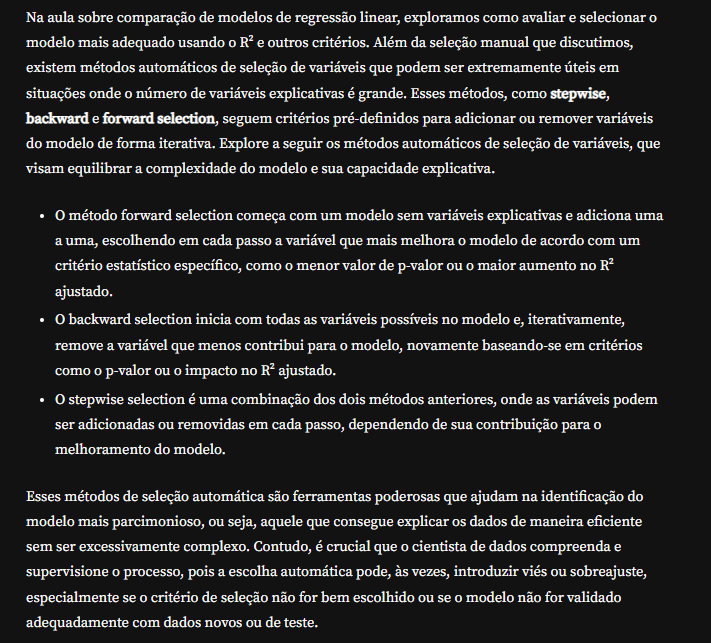 Na aula sobre comparação de modelos de regressão linear, exploramos como avaliar e selecionar o
modelo mais adequado usando o R² e outros critérios. Além da seleção manual que discutimos,
existem métodos automáticos de seleção de variáveis que podem ser extremamente úteis em
situações onde o número de variáveis explicativas é grande. Esses métodos, como stepwise,
backward e forward selection, seguem critérios pré-definidos para adicionar ou remover variáveis
do modelo de forma iterativa. Explore a seguir os métodos automáticos de seleção de variáveis, que
visam equilibrar a complexidade do modelo e sua capacidade explicativa.
• O método forward selection começa com um modelo sem variáveis explicativas e adiciona uma
a uma, escolhendo em cada passo a variável que mais melhora o modelo de acordo com um
critério estatístico específico, como o menor valor de p-valor ou o maior aumento no R²
ajustado.
• O backward selection inicia com todas as variáveis possíveis no modelo e, iterativamente,
remove a variável que menos contribui para o modelo, novamente baseando-se em critérios
como o p-valor ou o impacto no R² ajustado.
• O stepwise selection é uma combinação dos dois métodos anteriores, onde as variáveis podem
ser adicionadas ou removidas em cada passo, dependendo de sua contribuição para o
melhoramento do modelo.
Esses métodos de seleção automática são ferramentas poderosas que ajudam na identificação do
modelo mais parcimonioso, ou seja, aquele que consegue explicar os dados de maneira eficiente
sem ser excessivamente complexo. Contudo, é crucial que o cientista de dados compreenda e
supervisione o processo, pois a escolha automática pode, às vezes, introduzir viés ou sobreajuste,
especialmente se o critério de seleção não for bem escolhido ou se o modelo não for validado
adequadamente com dados novos ou de teste.